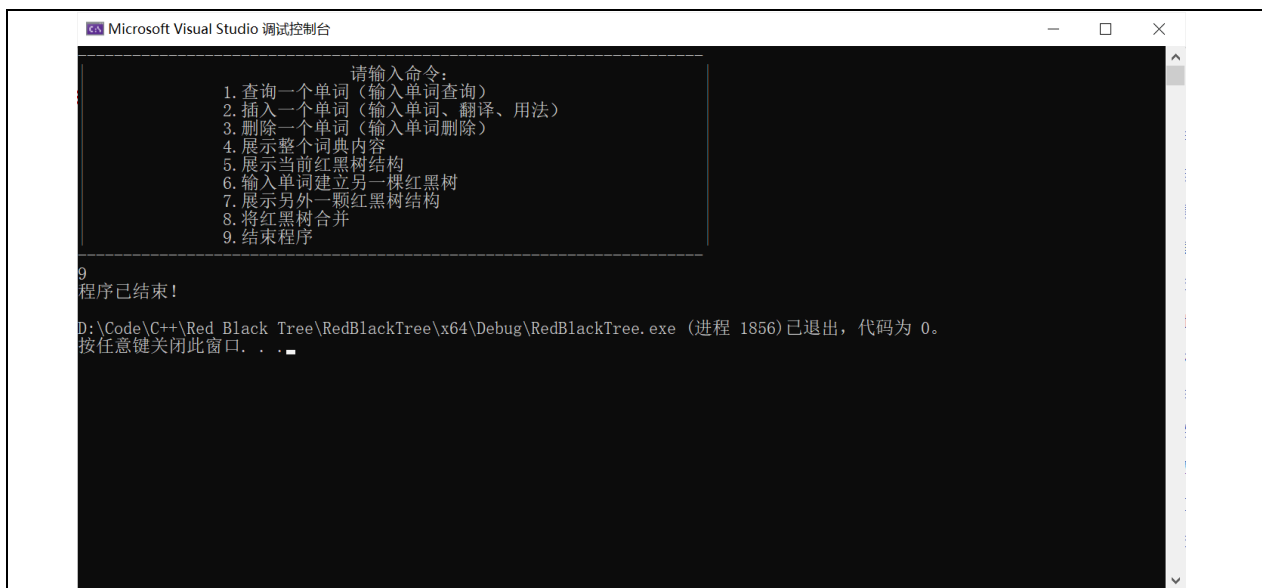 Microsoft Visual Studio 调试控制台
请输入命令:
1.查询一个单词（输入单词查询）
2.插入一个单词（输入单词、翻译、用法）
3.删除一个单词（输入单词删除）
4.展示整个词典内容
5.展示当前红黑树结构
6.输入单词建立另一棵红黑树
7.展示另外一颗红黑树结构
8.将红黑树合并
9.结束程序
9
程序已结束!
D:\Code\C++\Red Black Tree\RedBlackTree\x64\Debug\RedBlackTree.exe (进程 1856)已退出，代码为 0。
按任意键关闭此窗口. . .